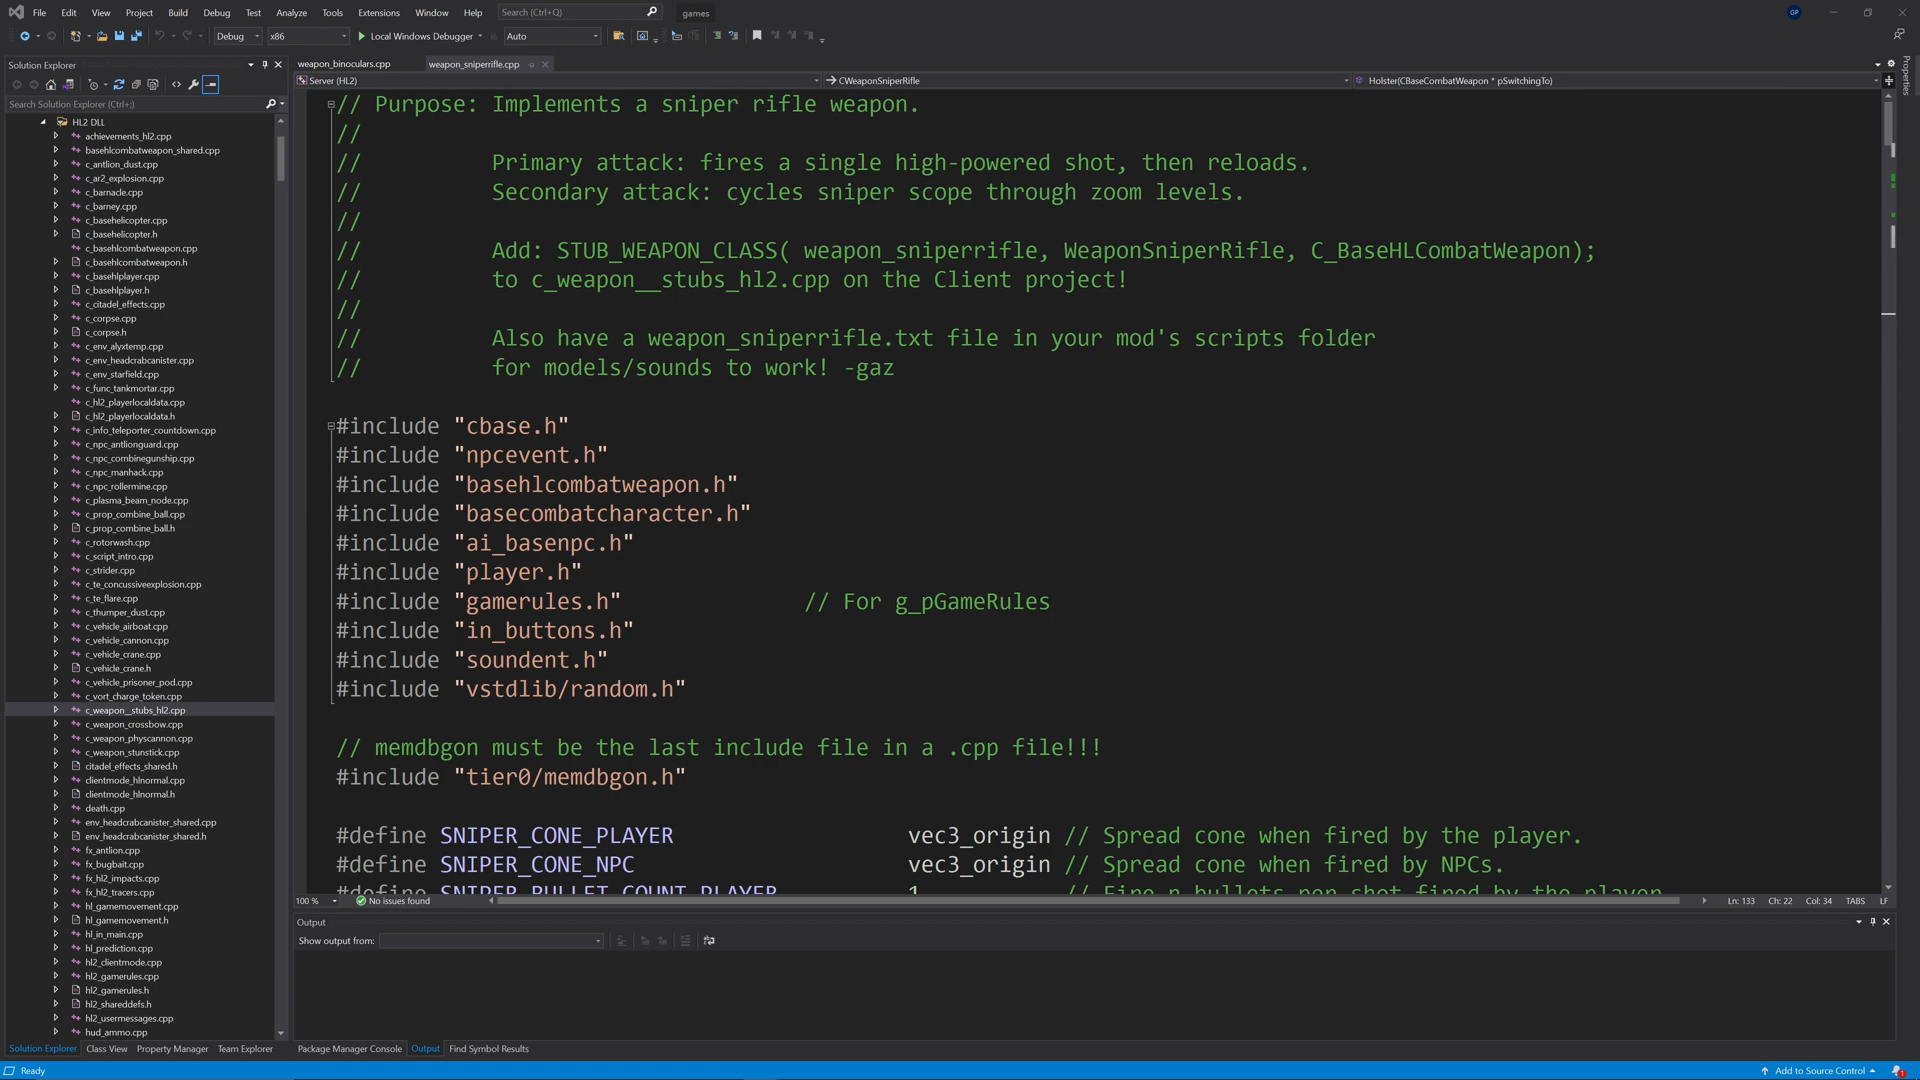 File Edit View Project Build Debug Test Analyze Tools Extensions Window Help Search (Ctrl+Q) games GP
Debug x86 Local Windows Debugger Auto
Solution Explorer
Search Solution Explorer (Ctrl+;)
HL2 DLL
achievements_hl2.cpp
basehlcombatweapon_shared.cpp
c_antlion_dust.cpp
c_ar2_explosion.cpp
c_barnacle.cpp
c_barney.cpp
c_basehelicopter.cpp
c_basehelicopter.h
c_basehlcombatweapon.cpp
c_basehlcombatweapon.h
c_basehlplayer.cpp
c_basehlplayer.h
c_citadel_effects.cpp
c_corpse.cpp
c_corpse.h
c_env_alyxtemp.cpp
c_env_headcrabcanister.cpp
c_env_starfield.cpp
c_func_tankmortar.cpp
c_hl2_playerlocaldata.cpp
c_hl2_playerlocaldata.h
c_info_teleporter_countdown.cpp
c_npc_antlionguard.cpp
c_npc_combinegunship.cpp
c_npc_manhack.cpp
c_npc_rollermine.cpp
c_plasma_beam_node.cpp
c_prop_combine_ball.cpp
c_prop_combine_ball.h
c_rotorwash.cpp
c_script_intro.cpp
c_strider.cpp
c_te_concussiveexplosion.cpp
c_te_flare.cpp
c_thumper_dust.cpp
c_vehicle_airboat.cpp
c_vehicle_cannon.cpp
c_vehicle_crane.cpp
c_vehicle_crane.h
c_vehicle_prisoner_pod.cpp
c_vort_charge_token.cpp
c_weapon__stubs_hl2.cpp
c_weapon_crossbow.cpp
c_weapon_physcannon.cpp
c_weapon_stunstick.cpp
citadel_effects_shared.h
clientmode_hlnormal.cpp
clientmode_hlnormal.h
death.cpp
env_headcrabcanister_shared.cpp
env_headcrabcanister_shared.h
fx_antlion.cpp
fx_bugbait.cpp
fx_hl2_impacts.cpp
fx_hl2_tracers.cpp
hl_gamemovement.cpp
hl_gamemovement.h
hl_in_main.cpp
hl_prediction.cpp
hl2_clientmode.cpp
hl2_gamerules.cpp
hl2_gamerules.h
hl2_shareddefs.h
hl2_usermessages.cpp
hud_ammo.cpp
Solution Explorer Class View Property Manager Team Explorer
weapon_binoculars.cpp weapon_sniperrifle.cpp
Server (HL2) CWeaponSniperRifle Holster(CBaseCombatWeapon * pSwitchingTo)
// Purpose: Implements a sniper rifle weapon.
//
// Primary attack: fires a single high-powered shot, then reloads.
// Secondary attack: cycles sniper scope through zoom levels.
//
// Add: STUB_WEAPON_CLASS( weapon_sniperrifle, WeaponSniperRifle, C_BaseHLCombatWeapon);
// to c_weapon__stubs_hl2.cpp on the Client project!
//
// Also have a weapon_sniperrifle.txt file in your mod's scripts folder
// for models/sounds to work! -gaz
#include "cbase.h"
#include "npcevent.h"
#include "basehlcombatweapon.h"
#include "basecombatcharacter.h"
#include "ai_basenpc.h"
#include "player.h"
#include "gamerules.h" // For g_pGameRules
#include "in_buttons.h"
#include "soundent.h"
#include "vstdlib/random.h"
// memdbgon must be the last include file in a .cpp file!!!
#include "tier0/memdbgon.h"
#define SNIPER_CONE_PLAYER vec3_origin // Spread cone when fired by the player.
#define SNIPER_CONE_NPC vec3_origin // Spread cone when fired by NPCs.
#define SNIPER_BULLET_COUNT_PLAYER 1 // Fire n bullets per shot fired by the player
100 % No issues found Ln: 133 Ch: 22 Col: 34 TABS LF
Output
Show output from:
Package Manager Console Output Find Symbol Results
Properties
Ready Add to Source Control 1